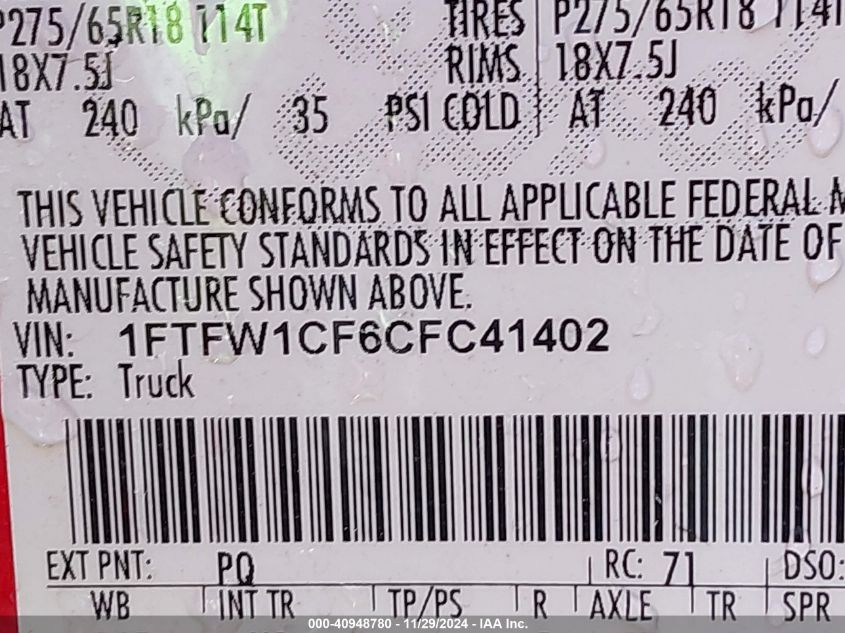 P275/65R18 114T TIRES P275/65R18 114T
18X7.5J RIMS 18X7.5J
AT 240 kPa/ 35 PSI COLD AT 240 kPa/
THIS VEHICLE CONFORMS TO ALL APPLICABLE FEDERAL M
VEHICLE SAFETY STANDARDS IN EFFECT ON THE DATE OF
MANUFACTURE SHOWN ABOVE.
VIN: 1FTFW1CF6CFC41402
TYPE: Truck
EXT PNT: PQ RC: 71 DSO:
WB INT TR TP/PS R AXLE TR SPR
000-40948780 - 11/29/2024 - IAA Inc.